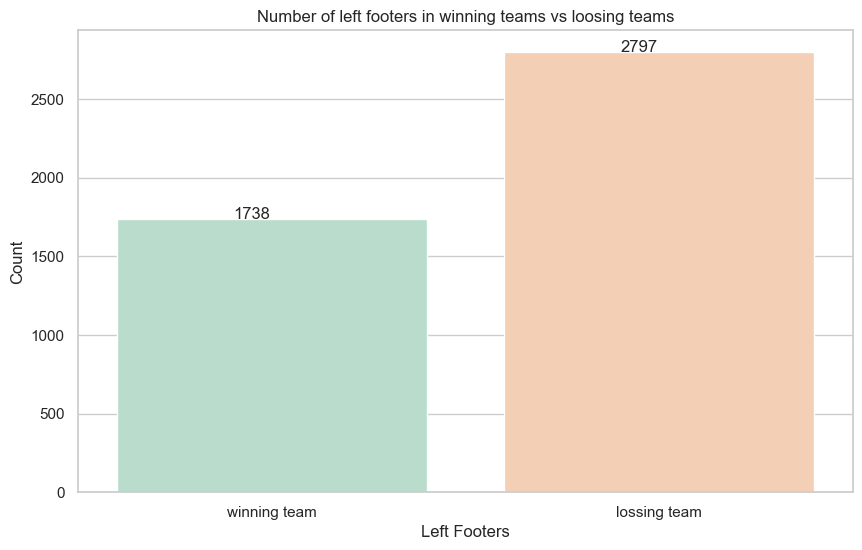 Number of left footers in winning teams vs loosing teams
2797
2500
2000
1738
1500
Count
1000
500
0
winning team
lossing team
Left Footers